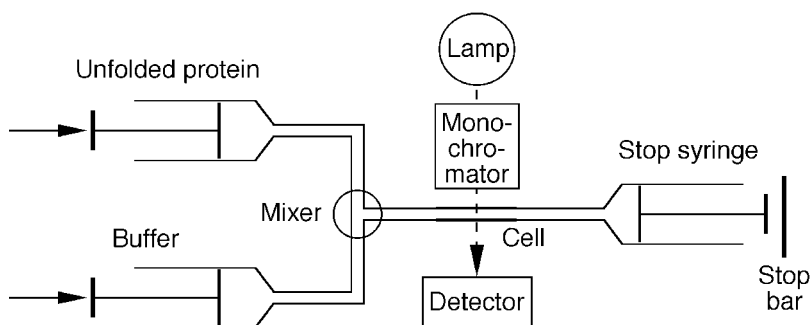 Lamp
Unfolded protein
Mono-
chro-
mator
Stop syringe
Mixer
Buffer
Cell
Detector
Stop
bar